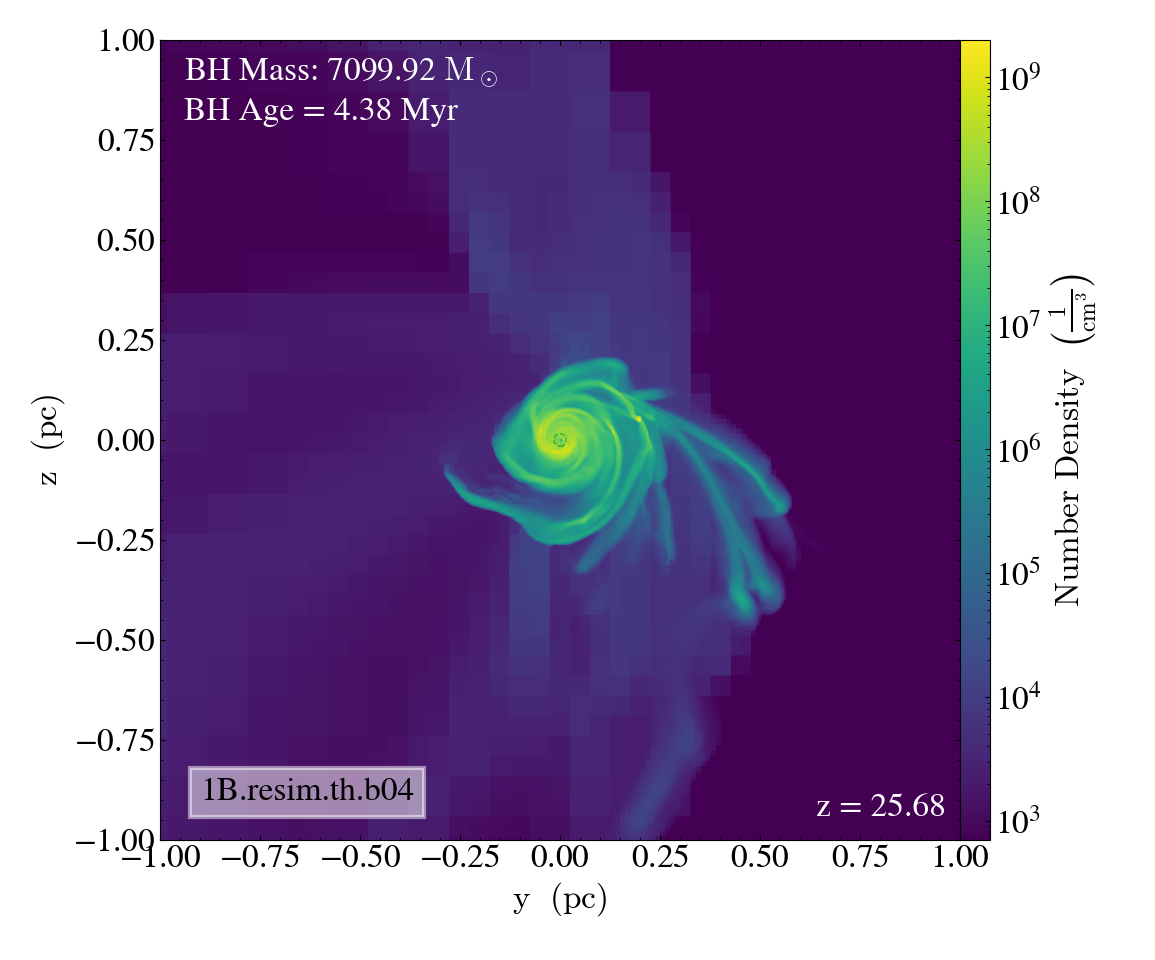 BH Mass: 7099.92 M⊙
BH Age = 4.38 Myr
1B.resim.th.b04
z = 25.68
1.00
0.75
0.50
0.25
0.00
−0.25
−0.50
−0.75
−1.00
z (pc)
−1.00 −0.75 −0.50 −0.25 0.00 0.25 0.50 0.75 1.00
y (pc)
10⁹
10⁸
10⁷
10⁶
10⁵
10⁴
10³
Number Density (1/cm³)